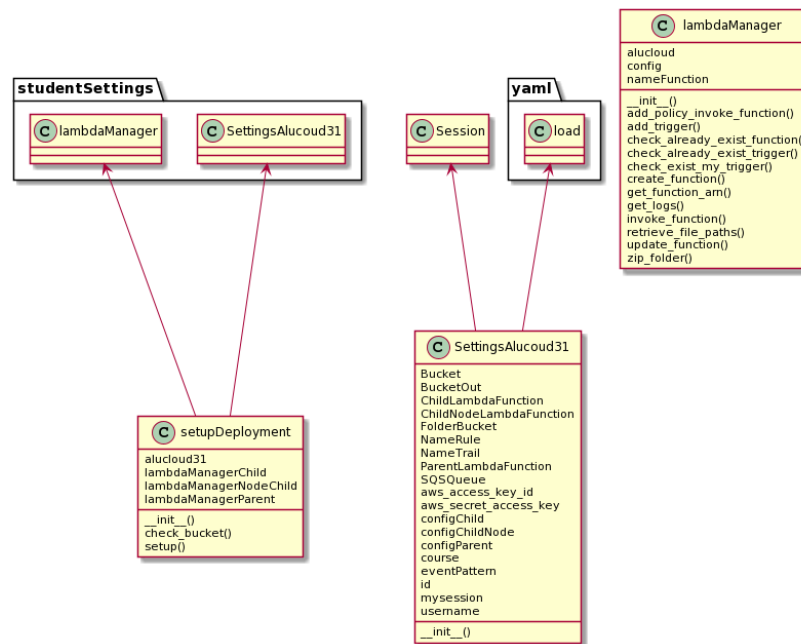 studentSettings
C lambdaManager
C SettingsAlucoud31
C Session
yaml
C load
C lambdaManager
alucloud
config
nameFunction
__init__()
add_policy_invoke_function()
add_trigger()
check_already_exist_function()
check_already_exist_trigger()
check_exist_my_trigger()
create_function()
get_function_arn()
get_logs()
invoke_function()
retrieve_file_paths()
update_function()
zip_folder()
C setupDeployment
alucloud31
lambdaManagerChild
lambdaManagerNodeChild
lambdaManagerParent
__init__()
check_bucket()
setup()
C SettingsAlucoud31
Bucket
BucketOut
ChildLambdaFunction
ChildNodeLambdaFunction
FolderBucket
NameRule
NameTrail
ParentLambdaFunction
SQSQueue
aws_access_key_id
aws_secret_access_key
configChild
configChildNode
configParent
course
eventPattern
id
mysession
username
__init__()